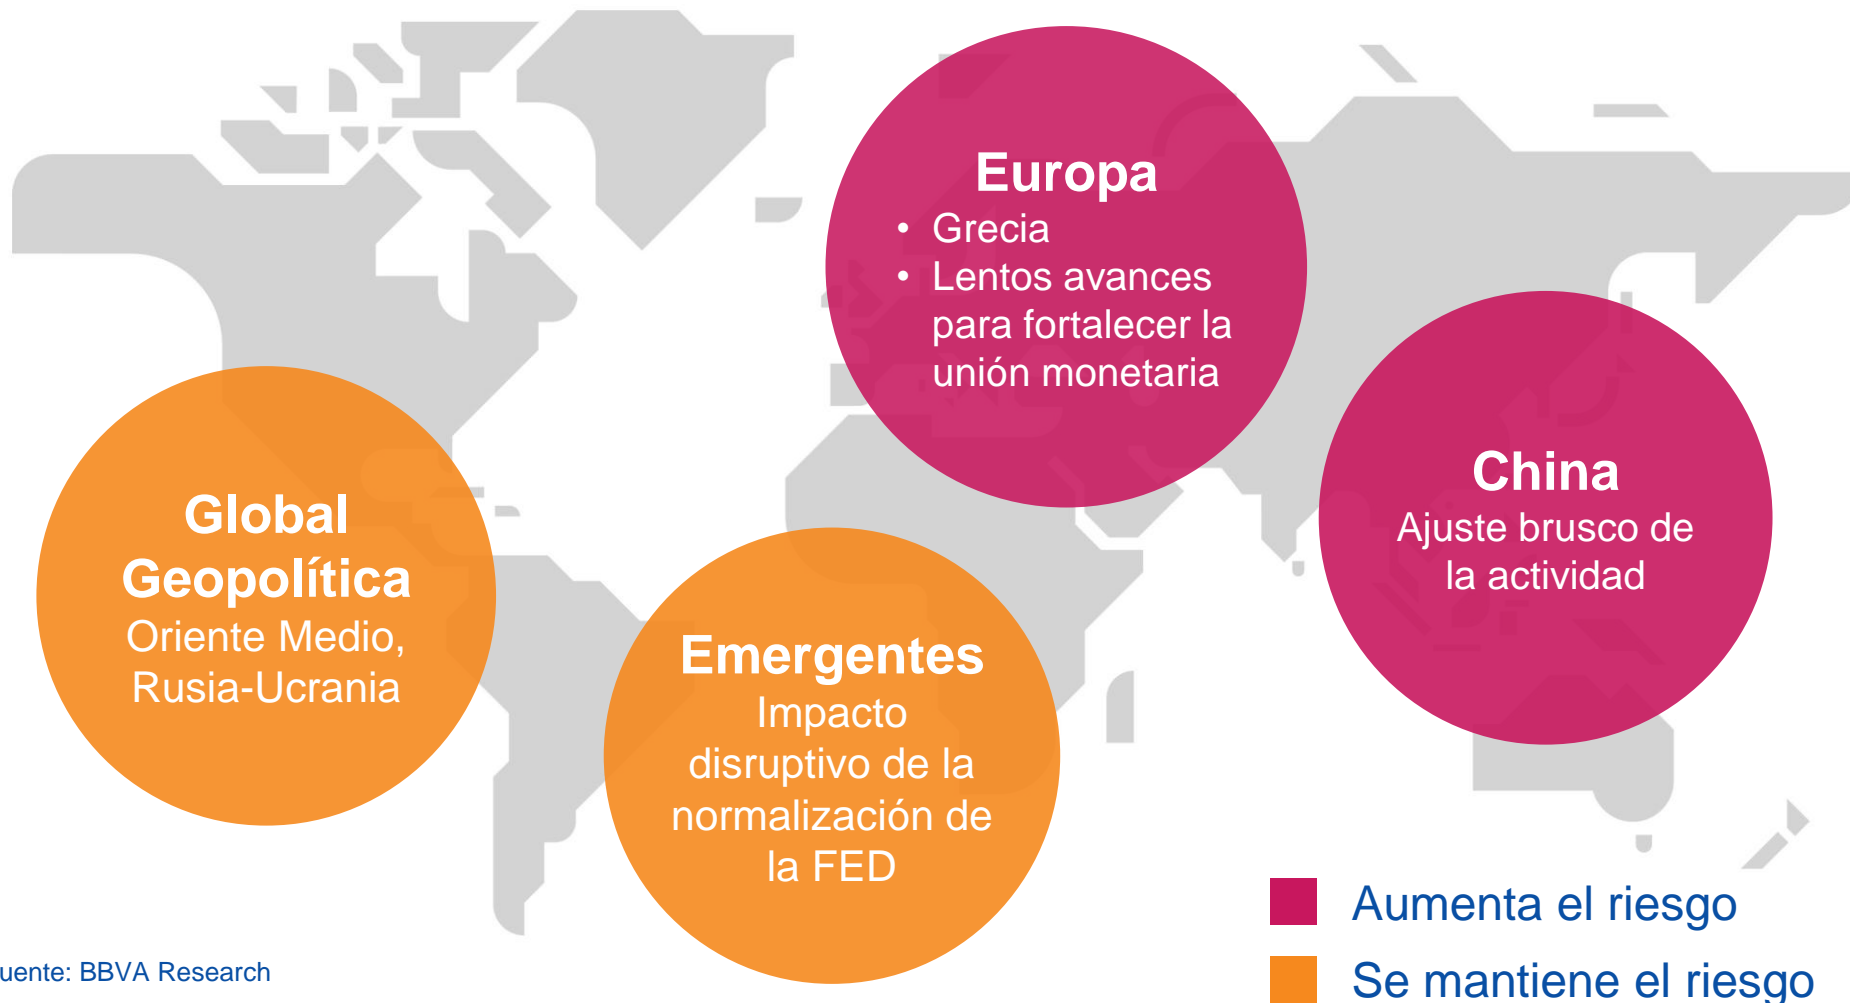 Europa
• Grecia
• Lentos avances
para fortalecer la
unión monetaria
China
Ajuste brusco de
la actividad
Global
Geopolítica
Oriente Medio,
Rusia-Ucrania
Emergentes
Impacto
disruptivo de la
normalización de
la FED
Aumenta el riesgo
Se mantiene el riesgo
uente: BBVA Research